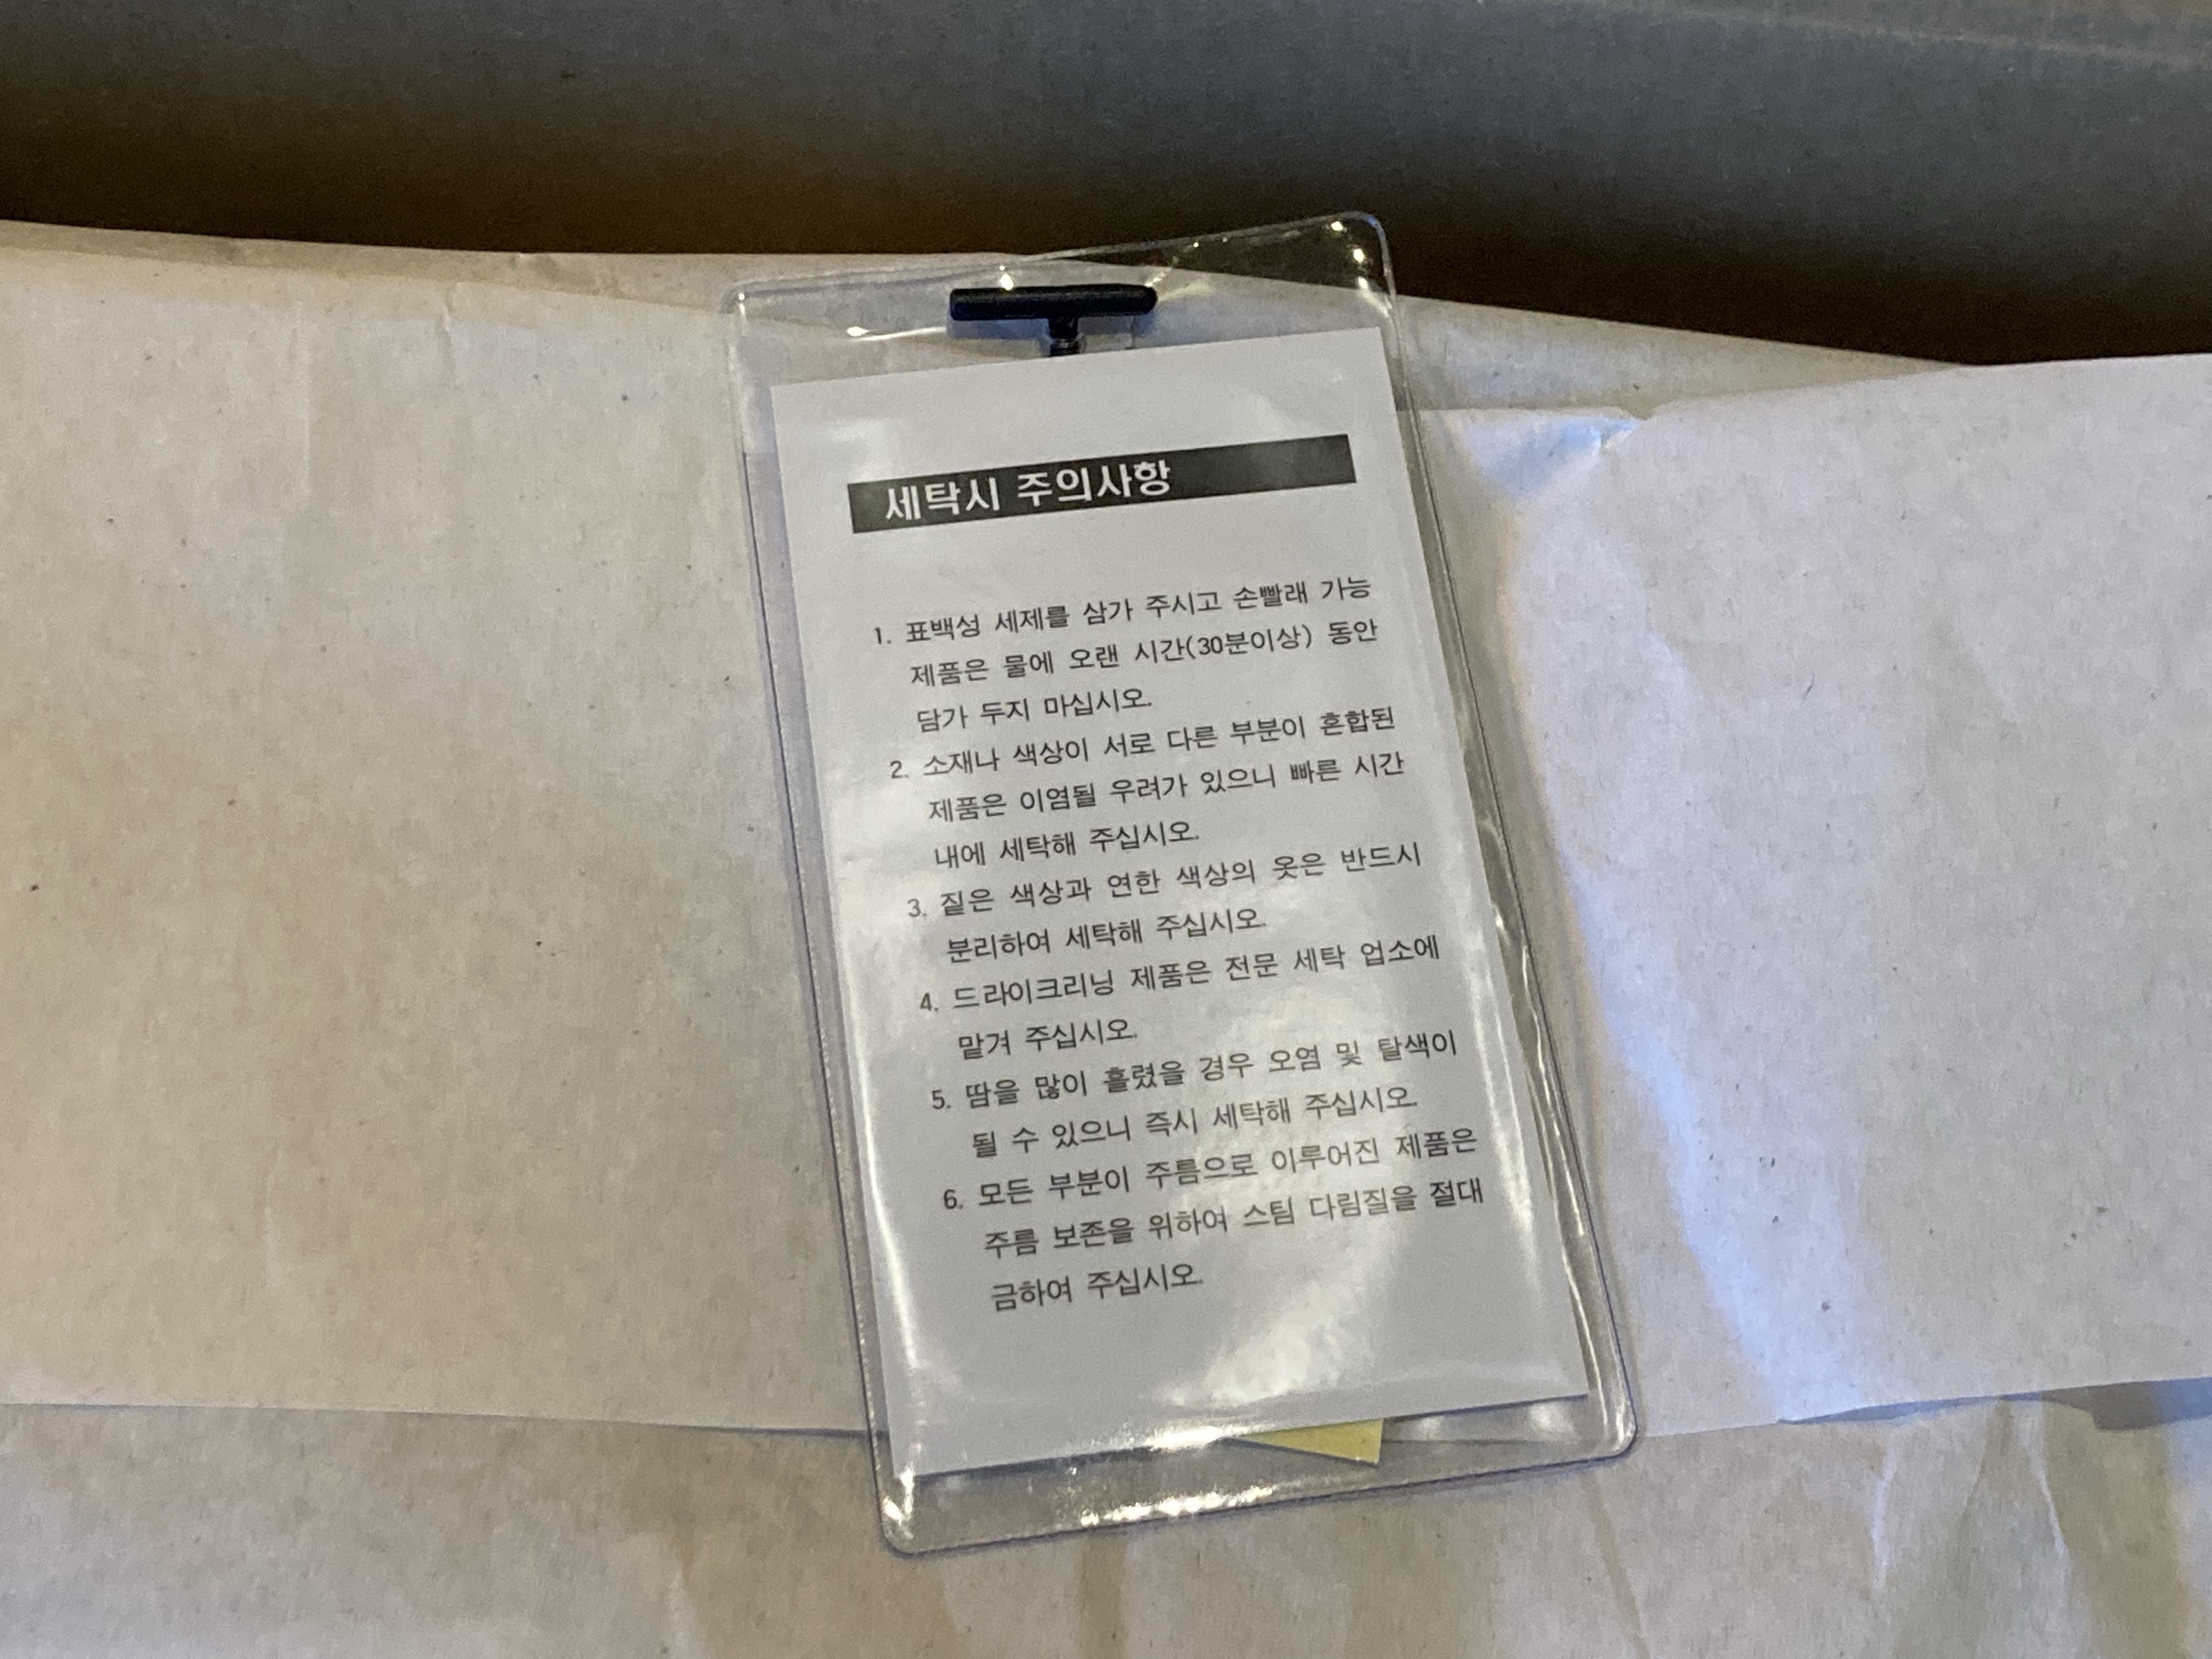 세탁시 주의사항
1. 표백성 세제를 삼가 주시고 손빨래 가능
제품은 물에 오랜 시간(30분이상) 동안
담가 두지 마십시오.
2. 소재나 색상이 서로 다른 부분이 혼합된
제품은 이염될 우려가 있으니 빠른 시간
내에 세탁해 주십시오.
3. 짙은 색상과 연한 색상의 옷은 반드시
분리하여 세탁해 주십시오.
4. 드라이크리닝 제품은 전문 세탁 업소에
맡겨 주십시오.
5. 땀을 많이 흘렸을 경우 오염 및 탈색이
될 수 있으니 즉시 세탁해 주십시오.
6. 모든 부분이 주름으로 이루어진 제품은
주름 보존을 위하여 스팀 다림질을 절대
금하여 주십시오.